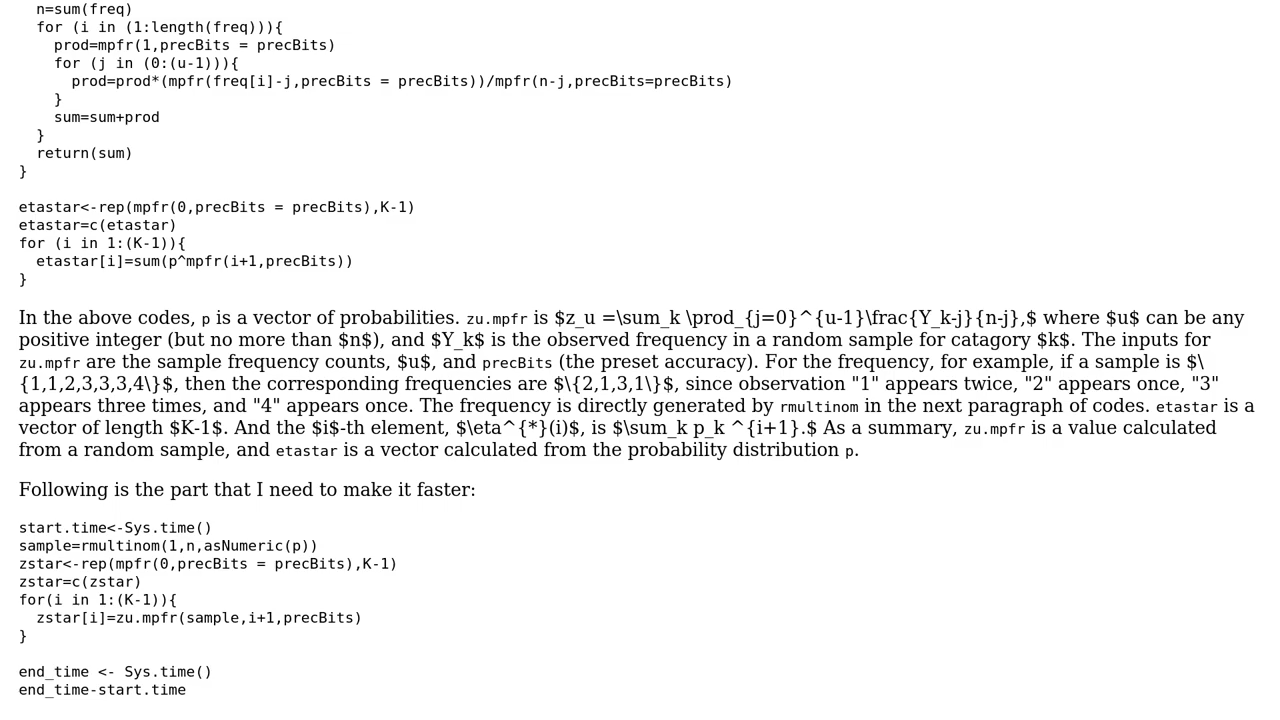 n=sum(freq)
  for (i in (1:length(freq))){
    prod=mpfr(1,precBits = precBits)
    for (j in (0:(u-1))){
      prod=prod*(mpfr(freq[i]-j,precBits = precBits))/mpfr(n-j,precBits=precBits)
    }
    sum=sum+prod
  }
  return(sum)
}

etastar<-rep(mpfr(0,precBits = precBits),K-1)
etastar=c(etastar)
for (i in 1:(K-1)){
  etastar[i]=sum(p^mpfr(i+1,precBits))
}

In the above codes, p is a vector of probabilities. zu.mpfr is $z_u =\sum_k \prod_{j=0}^{u-1}\frac{Y_k-j}{n-j},$ where $u$ can be any
positive integer (but no more than $n$), and $Y_k$ is the observed frequency in a random sample for catagory $k$. The inputs for
zu.mpfr are the sample frequency counts, $u$, and precBits (the preset accuracy). For the frequency, for example, if a sample is $\
{1,1,2,3,3,3,4\}$, then the corresponding frequencies are $\{2,1,3,1\}$, since observation "1" appears twice, "2" appears once, "3"
appears three times, and "4" appears once. The frequency is directly generated by rmultinom in the next paragraph of codes. etastar is a
vector of length $K-1$. And the $i$-th element, $\eta^{*}(i)$, is $\sum_k p_k ^{i+1}.$ As a summary, zu.mpfr is a value calculated
from a random sample, and etastar is a vector calculated from the probability distribution p.

Following is the part that I need to make it faster:

start.time<-Sys.time()
sample=rmultinom(1,n,asNumeric(p))
zstar<-rep(mpfr(0,precBits = precBits),K-1)
zstar=c(zstar)
for(i in 1:(K-1)){
  zstar[i]=zu.mpfr(sample,i+1,precBits)
}

end_time <- Sys.time()
end_time-start.time